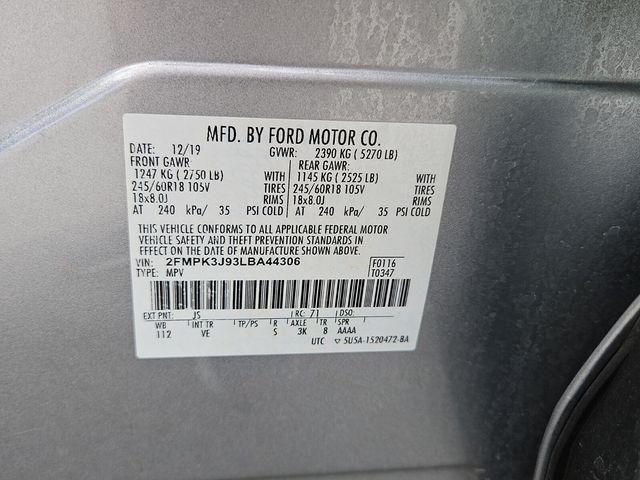 MFD. BY FORD MOTOR CO.
DATE: 12/19 GVWR: 2390 KG ( 5270 LB)
FRONT GAWR: REAR GAWR:
1247 KG ( 2750 LB) WITH 1145 KG ( 2525 LB) WITH
245/60R18 105V TIRES 245/60R18 105V TIRES
18x8.0J RIMS 18x8.0J RIMS
AT 240 kPa/ 35 PSI COLD AT 240 kPa/ 35 PSI COLD
THIS VEHICLE CONFORMS TO ALL APPLICABLE FEDERAL MOTOR
VEHICLE SAFETY AND THEFT PREVENTION STANDARDS IN
EFFECT ON THE DATE OF MANUFACTURE SHOWN ABOVE.
VIN: 2FMPK3J93LBA44306 F0116
TYPE: MPV T0347
EXT PNT: JS RC: 71 DSO:
WB INT TR TP/PS R AXLE TR SPR
112 VE S 3K 8 AAAA
UTC ▽ 5U5A-1520472-BA